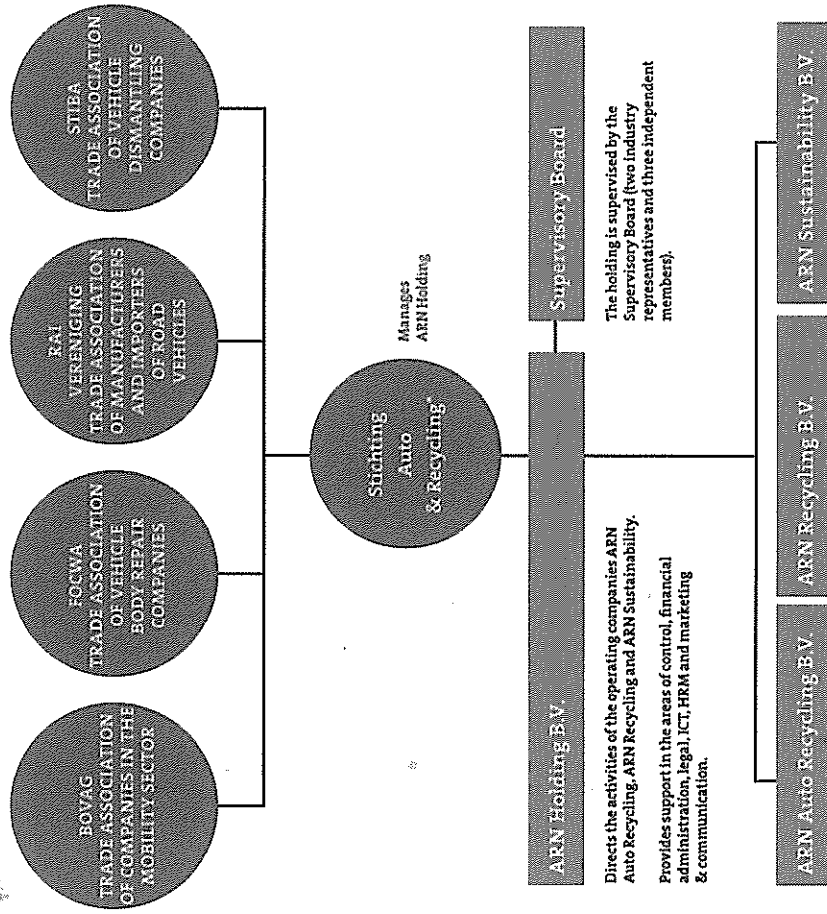 BOVAG
TRADE ASSOCIATION
OF COMPANIES IN THE
MOBILITY SECTOR
FOCWA
TRADE ASSOCIATION
OF VEHICLE
BODY REPAIR
COMPANIES
RAI
VERENIGING
TRADE ASSOCIATION
OF MANUFACTURERS
AND IMPORTERS
OF ROAD
VEHICLES
STIBA
TRADE ASSOCIATION
OF VEHICLE
DISMANTLING
COMPANIES
Stichting
Auto
& Recycling*
Manages
ARN Holding
ARN Holding B.V.
Supervisory Board
Directs the activities of the operating companies ARN
Auto Recycling, ARN Recycling and ARN Sustainability.
Provides support in the areas of control, financial
administration, legal, ICT, HRM and marketing
& communication.
The holding is supervised by the
Supervisory Board (two industry
representatives and three independent
members).
ARN Auto Recycling B.V.
ARN Recycling B.V.
ARN Sustainability B.V.